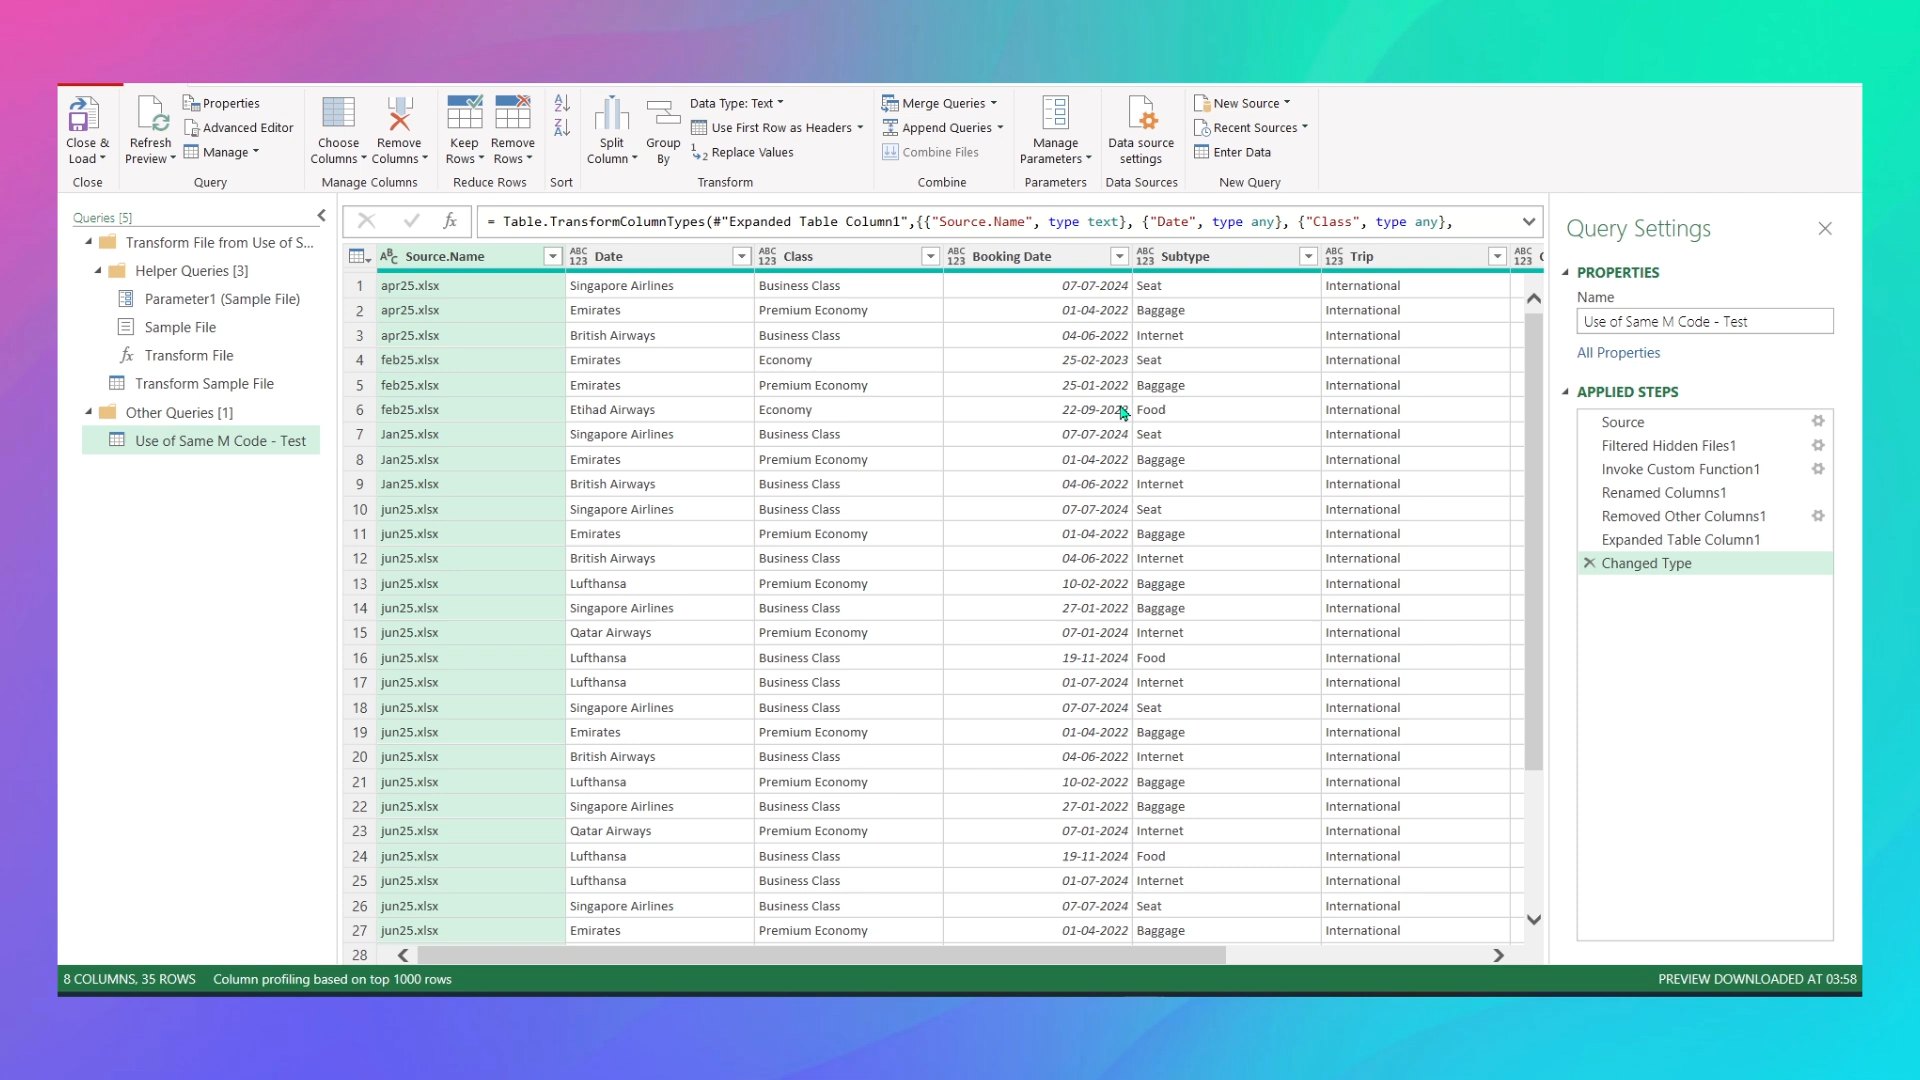 Close &
Load
Close
Refresh
Preview
Properties
Advanced Editor
Manage
Query
Choose
Columns
Remove
Columns
Manage Columns
Keep
Rows
Remove
Rows
Reduce Rows
A
Z
Z
A
Sort
Split
Column
Group
By
Data Type: Text
Use First Row as Headers
1
2 Replace Values
Transform
Merge Queries
Append Queries
Combine Files
Combine
Manage
Parameters
Parameters
Data source
settings
Data Sources
New Source
Recent Sources
Enter Data
New Query
Queries [5]
Transform File from Use of S...
Helper Queries [3]
Parameter1 (Sample File)
Sample File
fx Transform File
Transform Sample File
Other Queries [1]
Use of Same M Code - Test
fx
= Table.TransformColumnTypes(#"Expanded Table Column1",{{"Source.Name", type text}, {"Date", type any}, {"Class", type any},
ABC Source.Name
ABC
123 Date
ABC
123 Class
ABC
123 Booking Date
ABC
123 Subtype
ABC
123 Trip
ABC
123
1 apr25.xlsx Singapore Airlines Business Class 07-07-2024 Seat International
2 apr25.xlsx Emirates Premium Economy 01-04-2022 Baggage International
3 apr25.xlsx British Airways Business Class 04-06-2022 Internet International
4 feb25.xlsx Emirates Economy 25-02-2023 Seat International
5 feb25.xlsx Emirates Premium Economy 25-01-2022 Baggage International
6 feb25.xlsx Etihad Airways Economy Food International
7 Jan25.xlsx Singapore Airlines Business Class 07-07-2024 Seat International
8 Jan25.xlsx Emirates Premium Economy 01-04-2022 Baggage International
9 Jan25.xlsx British Airways Business Class 04-06-2022 Internet International
10 jun25.xlsx Singapore Airlines Business Class 07-07-2024 Seat International
11 jun25.xlsx Emirates Premium Economy 01-04-2022 Baggage International
12 jun25.xlsx British Airways Business Class 04-06-2022 Internet International
13 jun25.xlsx Lufthansa Premium Economy 10-02-2022 Baggage International
14 jun25.xlsx Singapore Airlines Business Class 27-01-2022 Baggage International
15 jun25.xlsx Qatar Airways Premium Economy 07-01-2024 Internet International
16 jun25.xlsx Lufthansa Business Class 19-11-2024 Food International
17 jun25.xlsx Lufthansa Business Class 01-07-2024 Internet International
18 jun25.xlsx Singapore Airlines Business Class 07-07-2024 Seat International
19 jun25.xlsx Emirates Premium Economy 01-04-2022 Baggage International
20 jun25.xlsx British Airways Business Class 04-06-2022 Internet International
21 jun25.xlsx Lufthansa Premium Economy 10-02-2022 Baggage International
22 jun25.xlsx Singapore Airlines Business Class 27-01-2022 Baggage International
23 jun25.xlsx Qatar Airways Premium Economy 07-01-2024 Internet International
24 jun25.xlsx Lufthansa Business Class 19-11-2024 Food International
25 jun25.xlsx Lufthansa Business Class 01-07-2024 Internet International
26 jun25.xlsx Singapore Airlines Business Class 07-07-2024 Seat International
27 jun25.xlsx Emirates Premium Economy 01-04-2022 Baggage International
28
Query Settings
PROPERTIES
Name
Use of Same M Code - Test
All Properties
APPLIED STEPS
Source
Filtered Hidden Files1
Invoke Custom Function1
Renamed Columns1
Removed Other Columns1
Expanded Table Column1
Changed Type
8 COLUMNS, 35 ROWS Column profiling based on top 1000 rows
PREVIEW DOWNLOADED AT 03:58